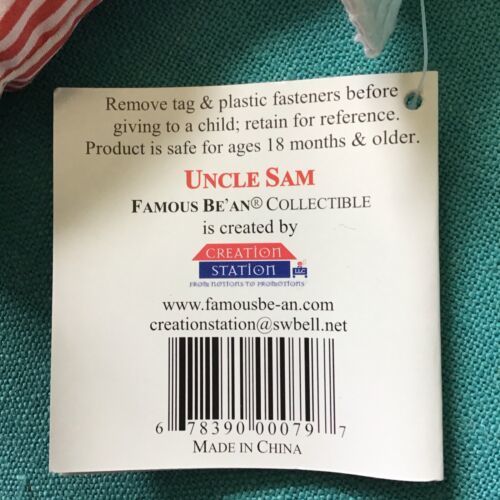 Remove tag & plastic fasteners before
giving to a child; retain for reference.
Product is safe for ages 18 months & older.
UNCLE SAM
FAMOUS BE'AN® COLLECTIBLE
is created by
CREATION
STATION LLC
FROM NOTIONS TO PROMOTIONS
www.famousbe-an.com
creationstation@swbell.net
6 78390 00079 7
MADE IN CHINA